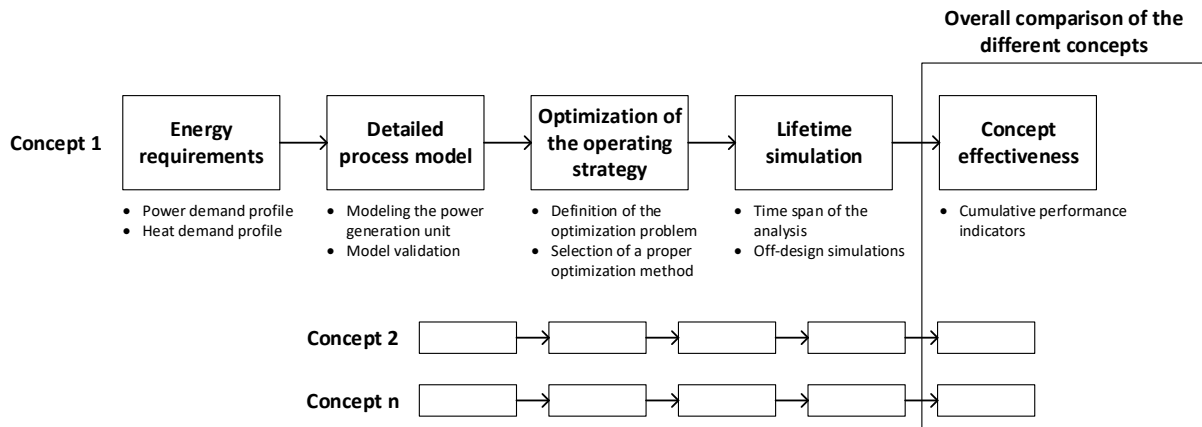 Overall comparison of the
different concepts
Concept 1
Energy
requirements
Detailed
process model
Optimization of
the operating
strategy
Lifetime
simulation
Concept
effectiveness
• Power demand profile
• Heat demand profile
• Modeling the power
generation unit
• Model validation
• Definition of the
optimization problem
• Selection of a proper
optimization method
• Time span of the
analysis
• Off-design simulations
• Cumulative performance
indicators
Concept 2
Concept n